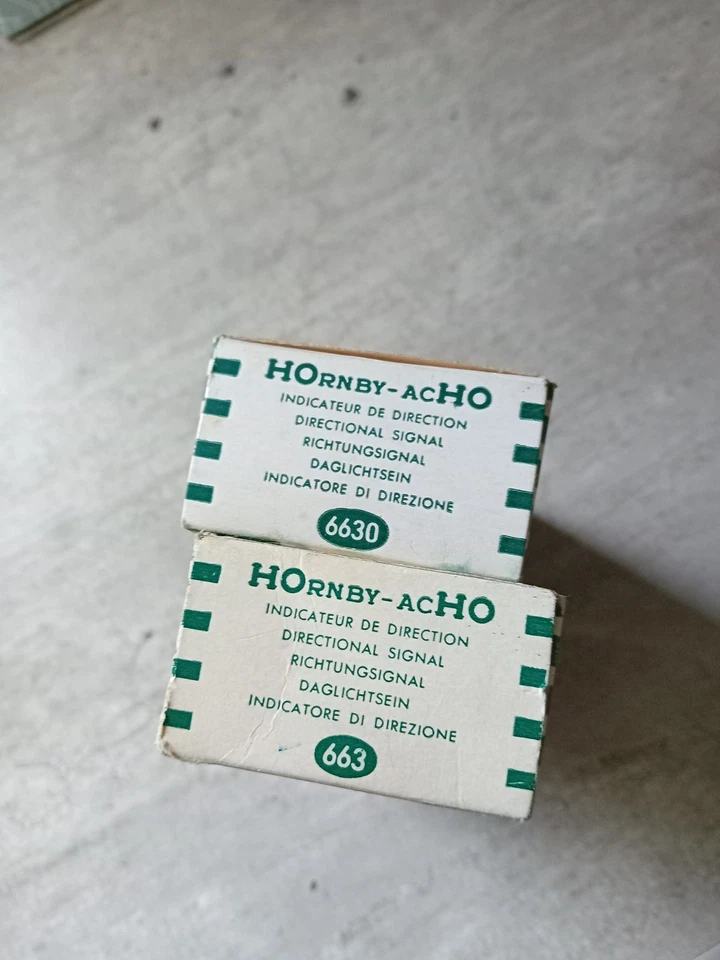 HORNBY-ACHO
INDICATEUR DE DIRECTION
DIRECTIONAL SIGNAL
RICHTUNGSIGNAL
DAGLICHTSEIN
INDICATORE DI DIREZIONE
6630
HORNBY-ACHO
INDICATEUR DE DIRECTION
DIRECTIONAL SIGNAL
RICHTUNGSIGNAL
DAGLICHTSEIN
INDICATORE DI DIREZIONE
663